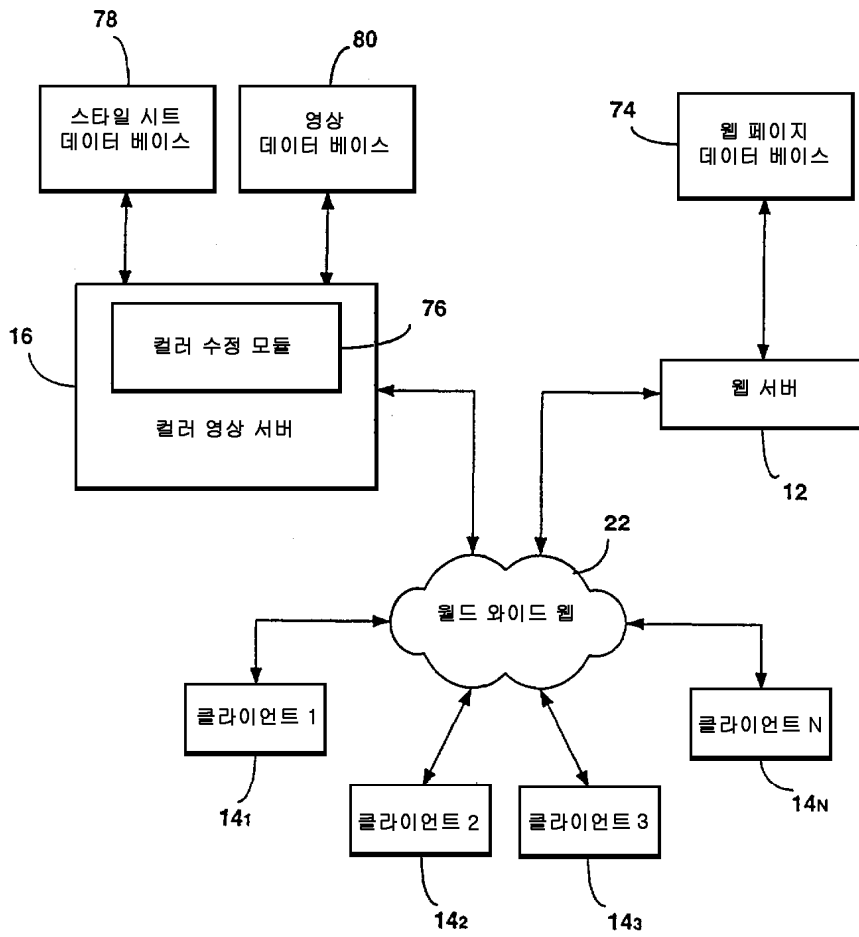 78
80
스타일 시트
데이터 베이스
영상
데이터 베이스
74
웹 페이지
데이터 베이스
16
컬러 수정 모듈
76
컬러 영상 서버
웹 서버
12
22
월드 와이드 웹
클라이언트 1
클라이언트 N
14₁
클라이언트 2
클라이언트 3
14N
14₂
14₃